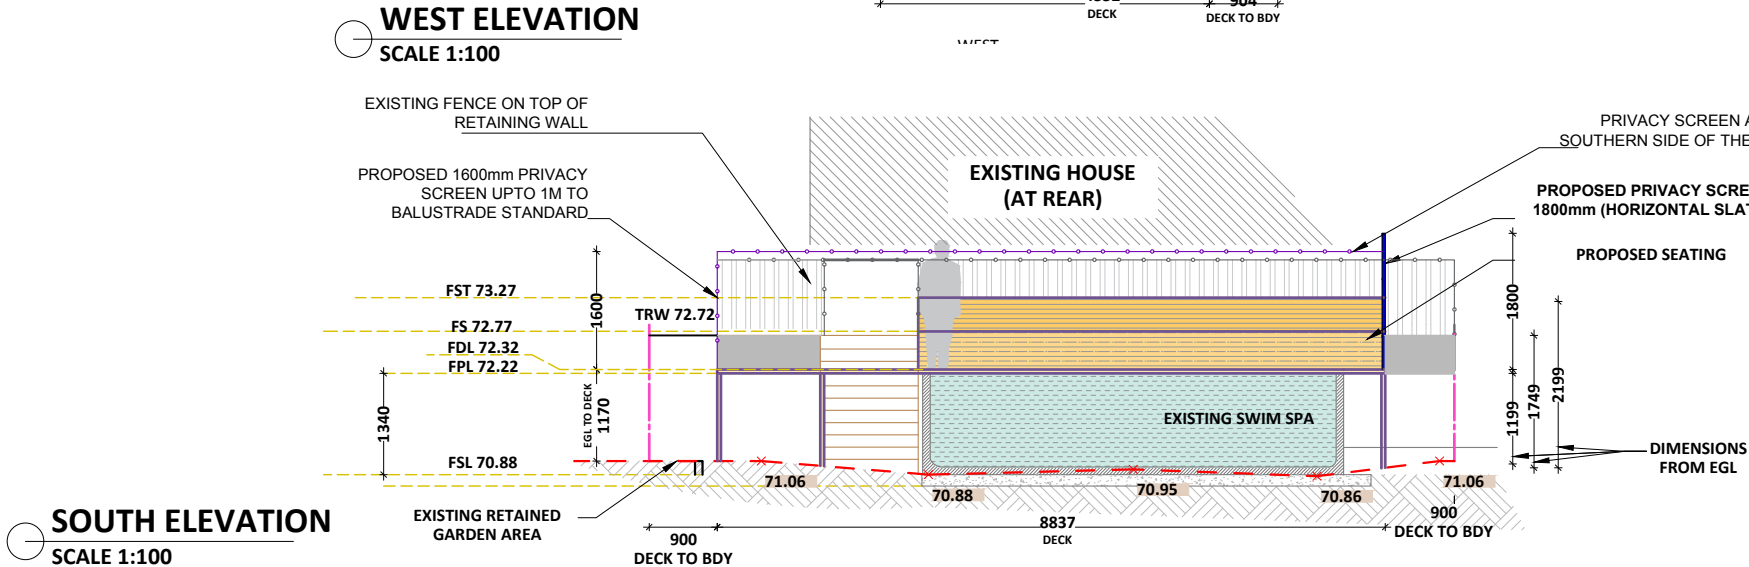 DECK
904
DECK TO BDY
WEST ELEVATION
SCALE 1:100
EXISTING FENCE ON TOP OF
RETAINING WALL
PROPOSED 1600mm PRIVACY
SCREEN UPTO 1M TO
BALUSTRADE STANDARD
EXISTING HOUSE
(AT REAR)
PRIVACY SCREEN
SOUTHERN SIDE OF THE
PROPOSED PRIVACY
1800mm (HORIZONTAL
PROPOSED SEATING
FST 73.27
TRW 72.72
FS 72.77
FDL 72.32
FPL 72.22
FSL 70.88
1340
1600
EGL TO DECK
1170
EXISTING SWIM SPA
1800
1199
1749
2199
DIMENSIONS
FROM EGL
71.06
70.88
70.95
70.86
71.06
EXISTING RETAINED
GARDEN AREA
900
DECK TO BDY
8837
DECK
900
DECK TO BDY
SOUTH ELEVATION
SCALE 1:100